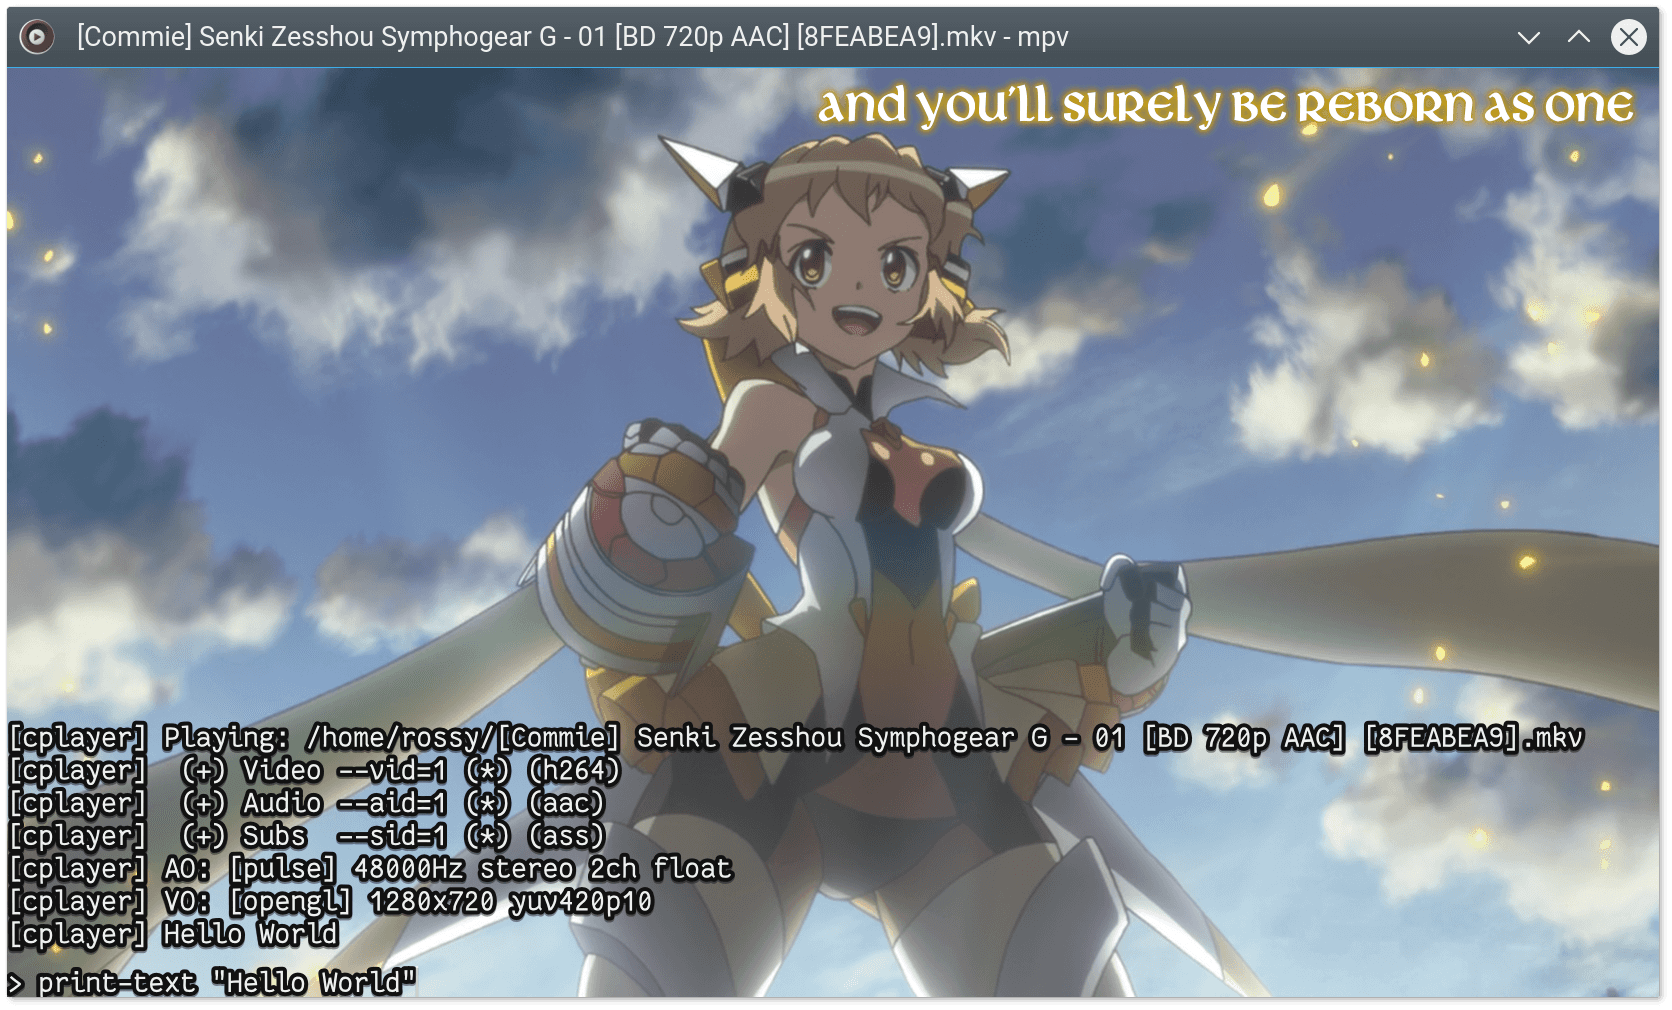 [Commie] Senki Zesshou Symphogear G - 01 [BD 720p AAC] [8FEABEA9].mkv - mpv
and you'll surely be reborn as one
[cplayer] Playing: /home/rossy/[Commie] Senki Zesshou Symphogear G - 01 [BD 720p AAC] [8FEABEA9].mkv
[cplayer]  (+) Video --vid=1 (*) (h264)
[cplayer]  (+) Audio --aid=1 (*) (aac)
[cplayer]  (+) Subs  --sid=1 (*) (ass)
[cplayer] AO: [pulse] 48000Hz stereo 2ch float
[cplayer] VO: [opengl] 1280x720 yuv420p10
[cplayer] Hello World
> print-text "Hello World"